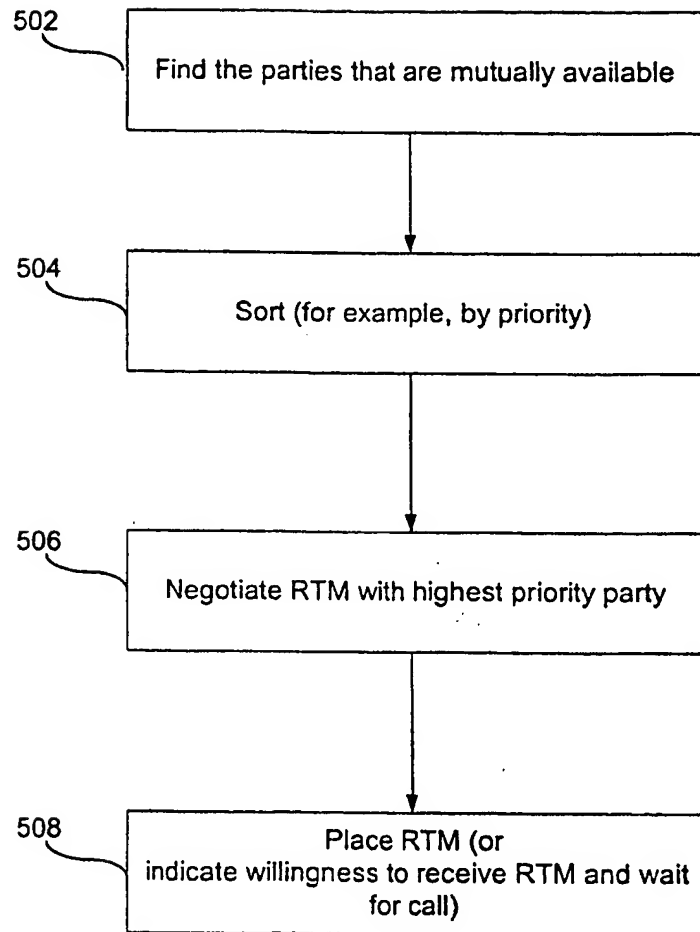 502
Find the parties that are mutually available
504
Sort (for example, by priority)
506
Negotiate RTM with highest priority party
508
Place RTM (or
indicate willingness to receive RTM and wait
for call)